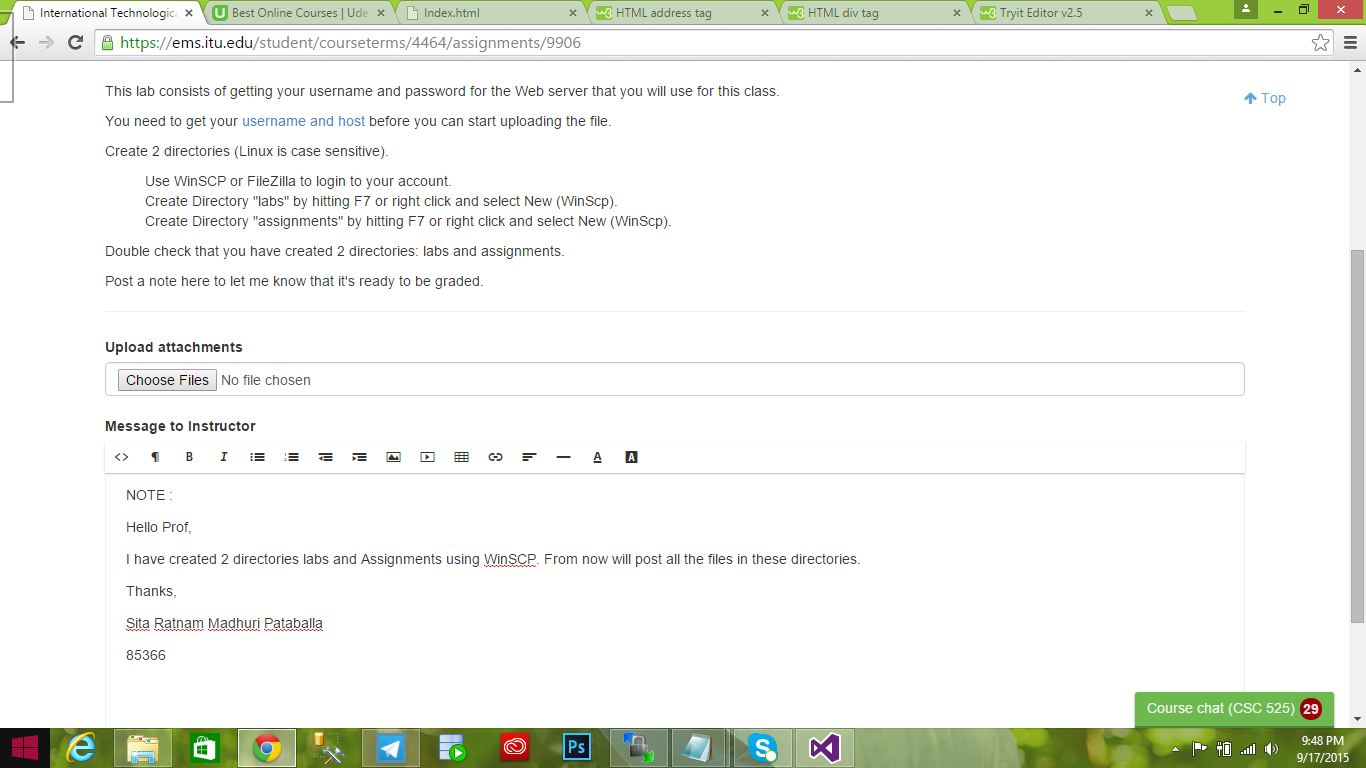 International Technologica
Best Online Courses | Ude
Index.html
HTML address tag
HTML div tag
Tryit Editor v2.5
https://ems.itu.edu/student/courseterms/4464/assignments/9906
This lab consists of getting your username and password for the Web server that you will use for this class.
Top
You need to get your username and host before you can start uploading the file.
Create 2 directories (Linux is case sensitive).
Use WinSCP or FileZilla to login to your account.
Create Directory "labs" by hitting F7 or right click and select New (WinScp).
Create Directory "assignments" by hitting F7 or right click and select New (WinScp).
Double check that you have created 2 directories: labs and assignments.
Post a note here to let me know that it's ready to be graded.
Upload attachments
Choose Files No file chosen
Message to Instructor
B I A A
NOTE :
Hello Prof,
I have created 2 directories labs and Assignments using WinSCP. From now will post all the files in these directories.
Thanks,
Sita Ratnam Madhuri Pataballa
85366
Course chat (CSC 525) 29
Ps
9:48 PM
9/17/2015